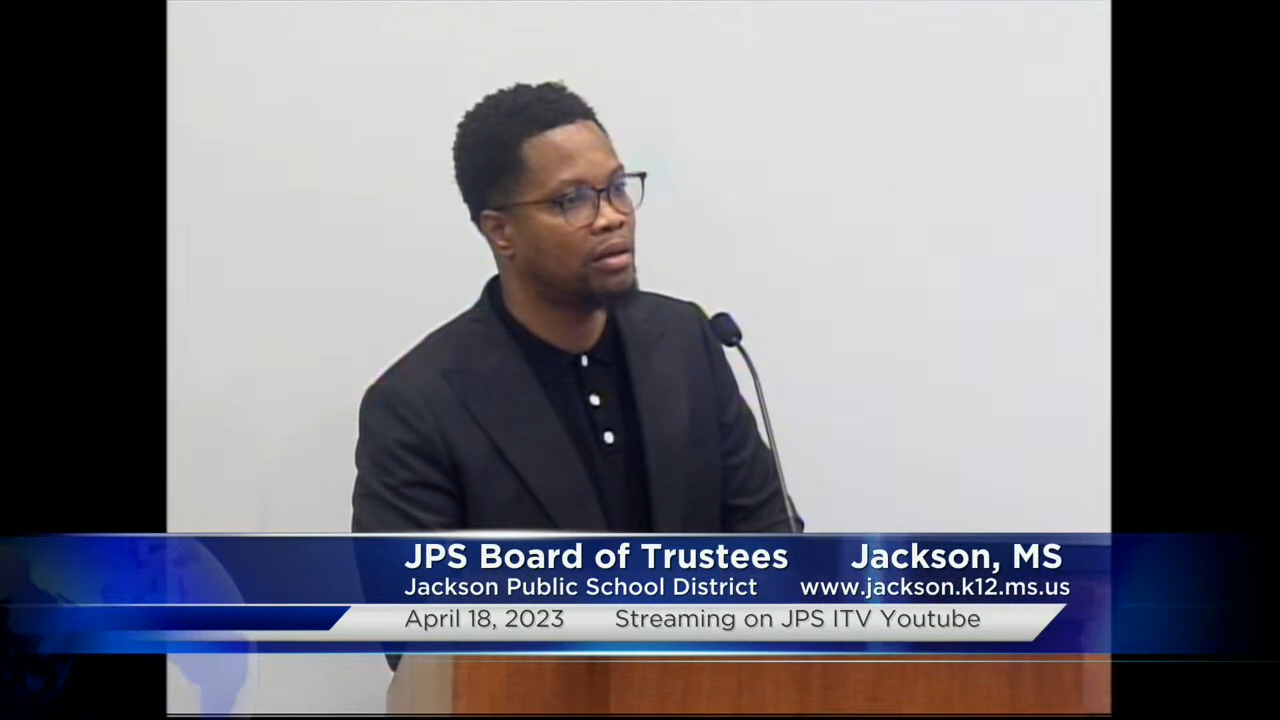 JPS Board of Trustees Jackson, MS
Jackson Public School District www.jackson.k12.ms.us
April 18, 2023 Streaming on JPS ITV Youtube